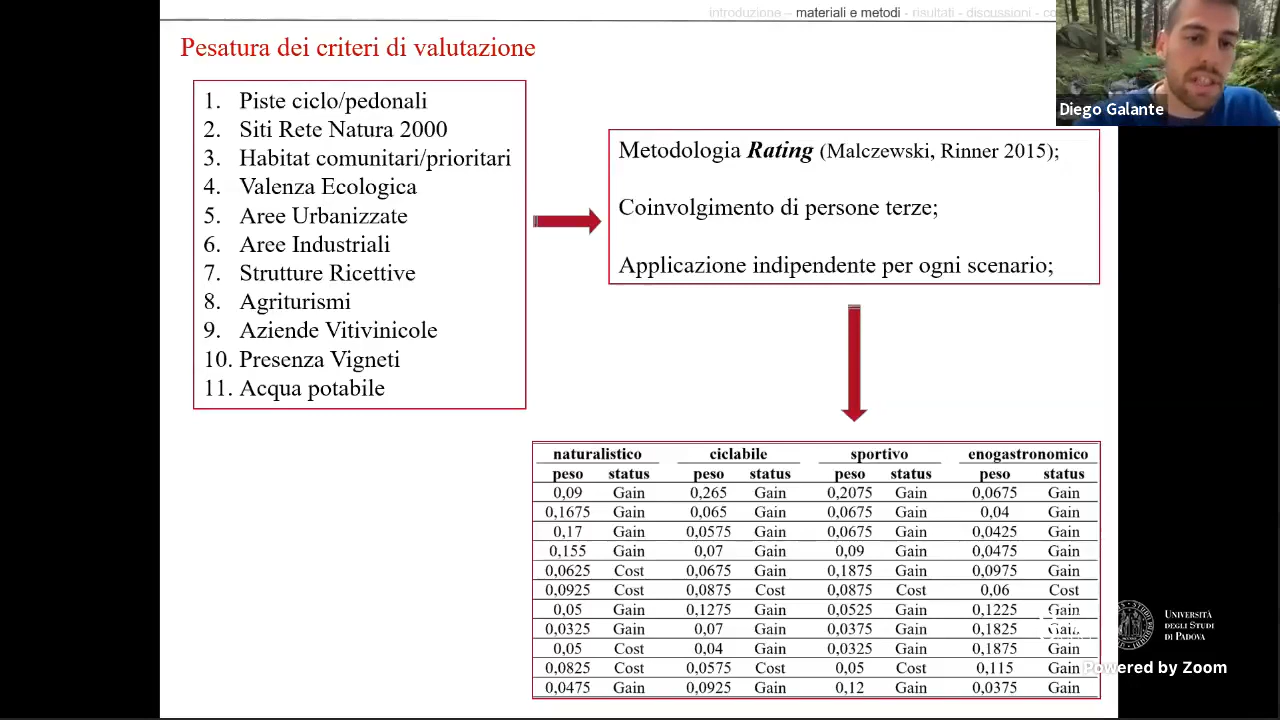 introduzione – materiali e metodi - risultati - discussioni - co
Pesatura dei criteri di valutazione
Diego Galante
1. Piste ciclo/pedonali
2. Siti Rete Natura 2000
3. Habitat comunitari/prioritari
4. Valenza Ecologica
5. Aree Urbanizzate
6. Aree Industriali
7. Strutture Ricettive
8. Agriturismi
9. Aziende Vitivinicole
10. Presenza Vigneti
11. Acqua potabile
Metodologia Rating (Malczewski, Rinner 2015);
Coinvolgimento di persone terze;
Applicazione indipendente per ogni scenario;
naturalistico ciclabile sportivo enogastronomico
peso status peso status peso status peso status
0,09 Gain 0,265 Gain 0,2075 Gain 0,0675 Gain
0,1675 Gain 0,065 Gain 0,0675 Gain 0,04 Gain
0,17 Gain 0,0575 Gain 0,0675 Gain 0,0425 Gain
0,155 Gain 0,07 Gain 0,09 Gain 0,0475 Gain
0,0625 Cost 0,0675 Gain 0,1875 Gain 0,0975 Gain
0,0925 Cost 0,0875 Cost 0,0875 Cost 0,06 Cost
0,05 Gain 0,1275 Gain 0,0525 Gain 0,1225 Gain
0,0325 Gain 0,07 Gain 0,0375 Gain 0,1825 Gain
0,05 Cost 0,04 Gain 0,0325 Gain 0,1875 Gain
0,0825 Cost 0,0575 Cost 0,05 Cost 0,115 Gain
0,0475 Gain 0,0925 Gain 0,12 Gain 0,0375 Gain
UNIVERSITÀ
DEGLI STUDI
DI PADOVA
Powered by Zoom